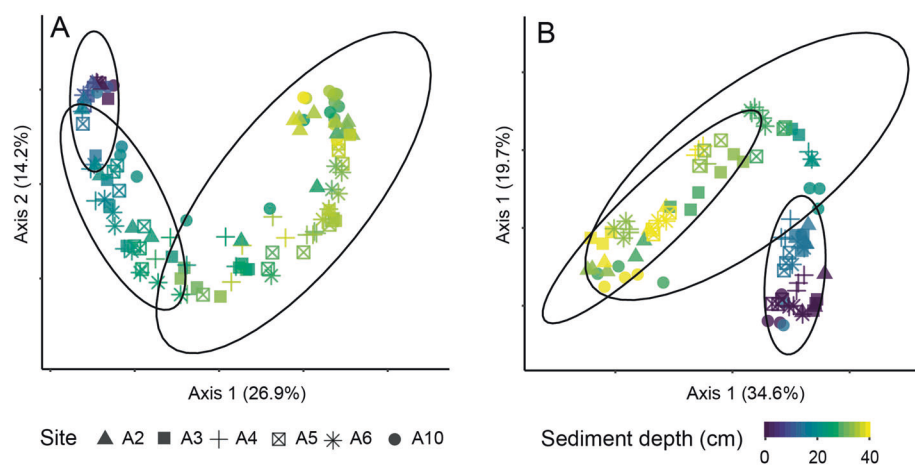 A
B
Axis 2 (14.2%)
Axis 1 (19.7%)
Axis 1 (26.9%)
Axis 1 (34.6%)
Site A2 A3 A4 A5 A6 A10
Sediment depth (cm)
0 20 40